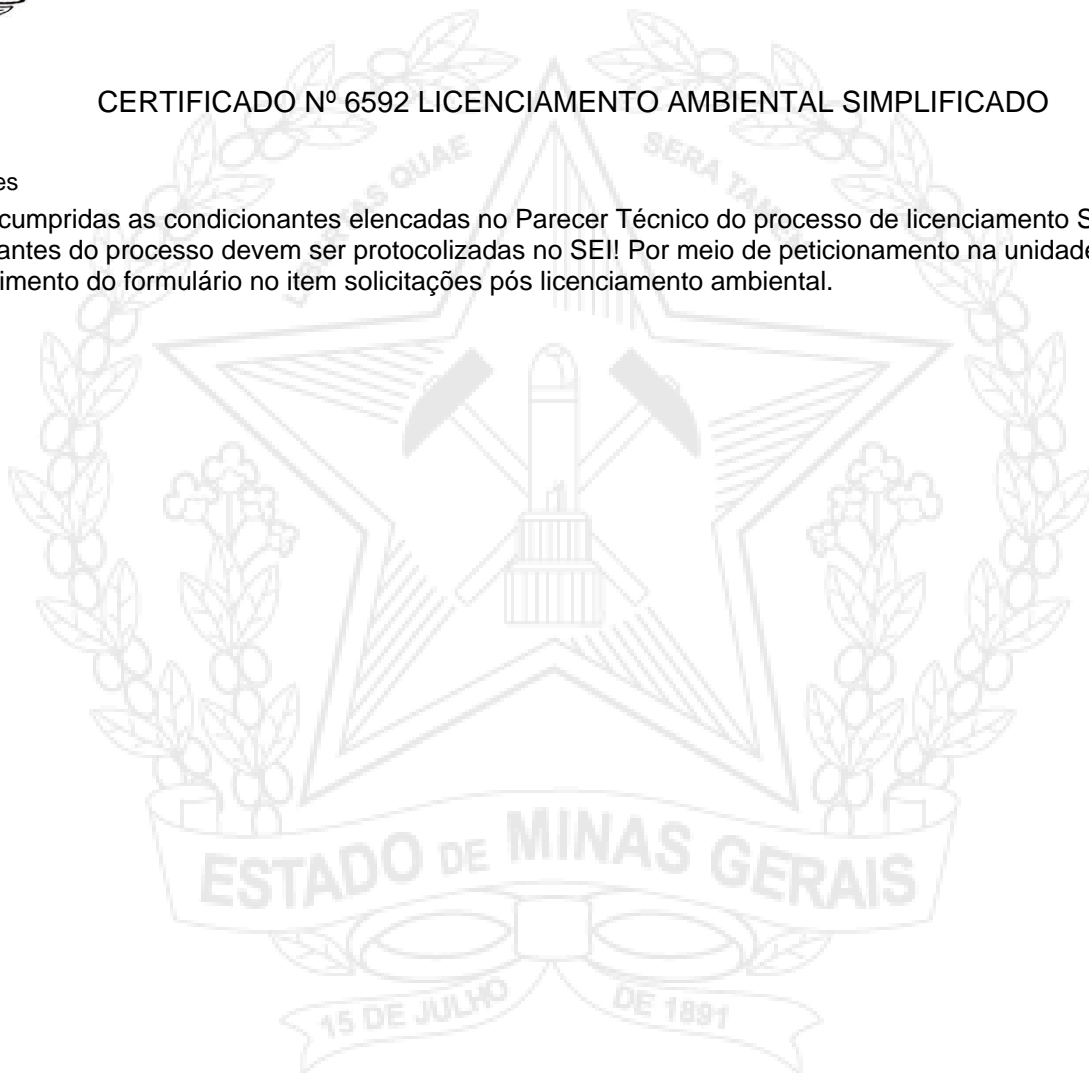 CERTIFICADO Nº 6592 LICENCIAMENTO AMBIENTAL SIMPLIFICADO
es
cumpridas as condicionantes elencadas no Parecer Técnico do processo de licenciamento S
antes do processo devem ser protocolizadas no SEI! Por meio de peticionamento na unidade
imento do formulário no item solicitações pós licenciamento ambiental.
QUAE SERA TAMEN
ESTADO DE MINAS GERAIS
15 DE JULHO DE 1891